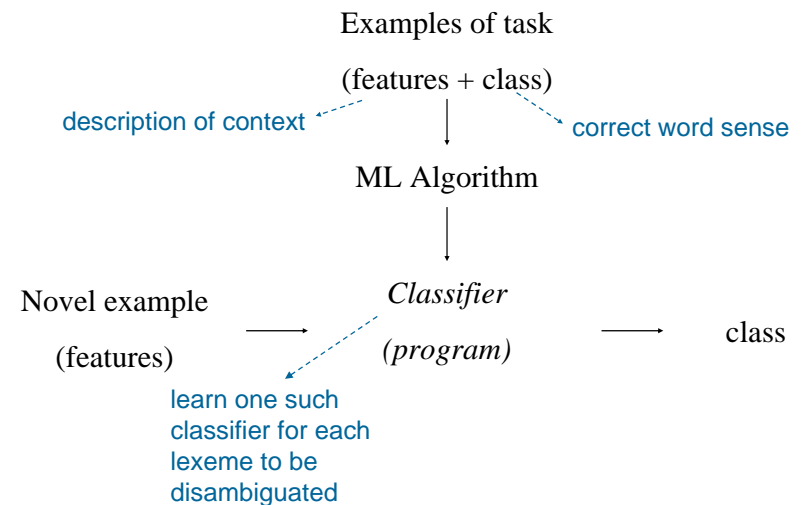 Examples of task
(features + class)
description of context
correct word sense
ML Algorithm
Novel example
(features)
Classifier
(program)
class
learn one such
classifier for each
lexeme to be
disambiguated